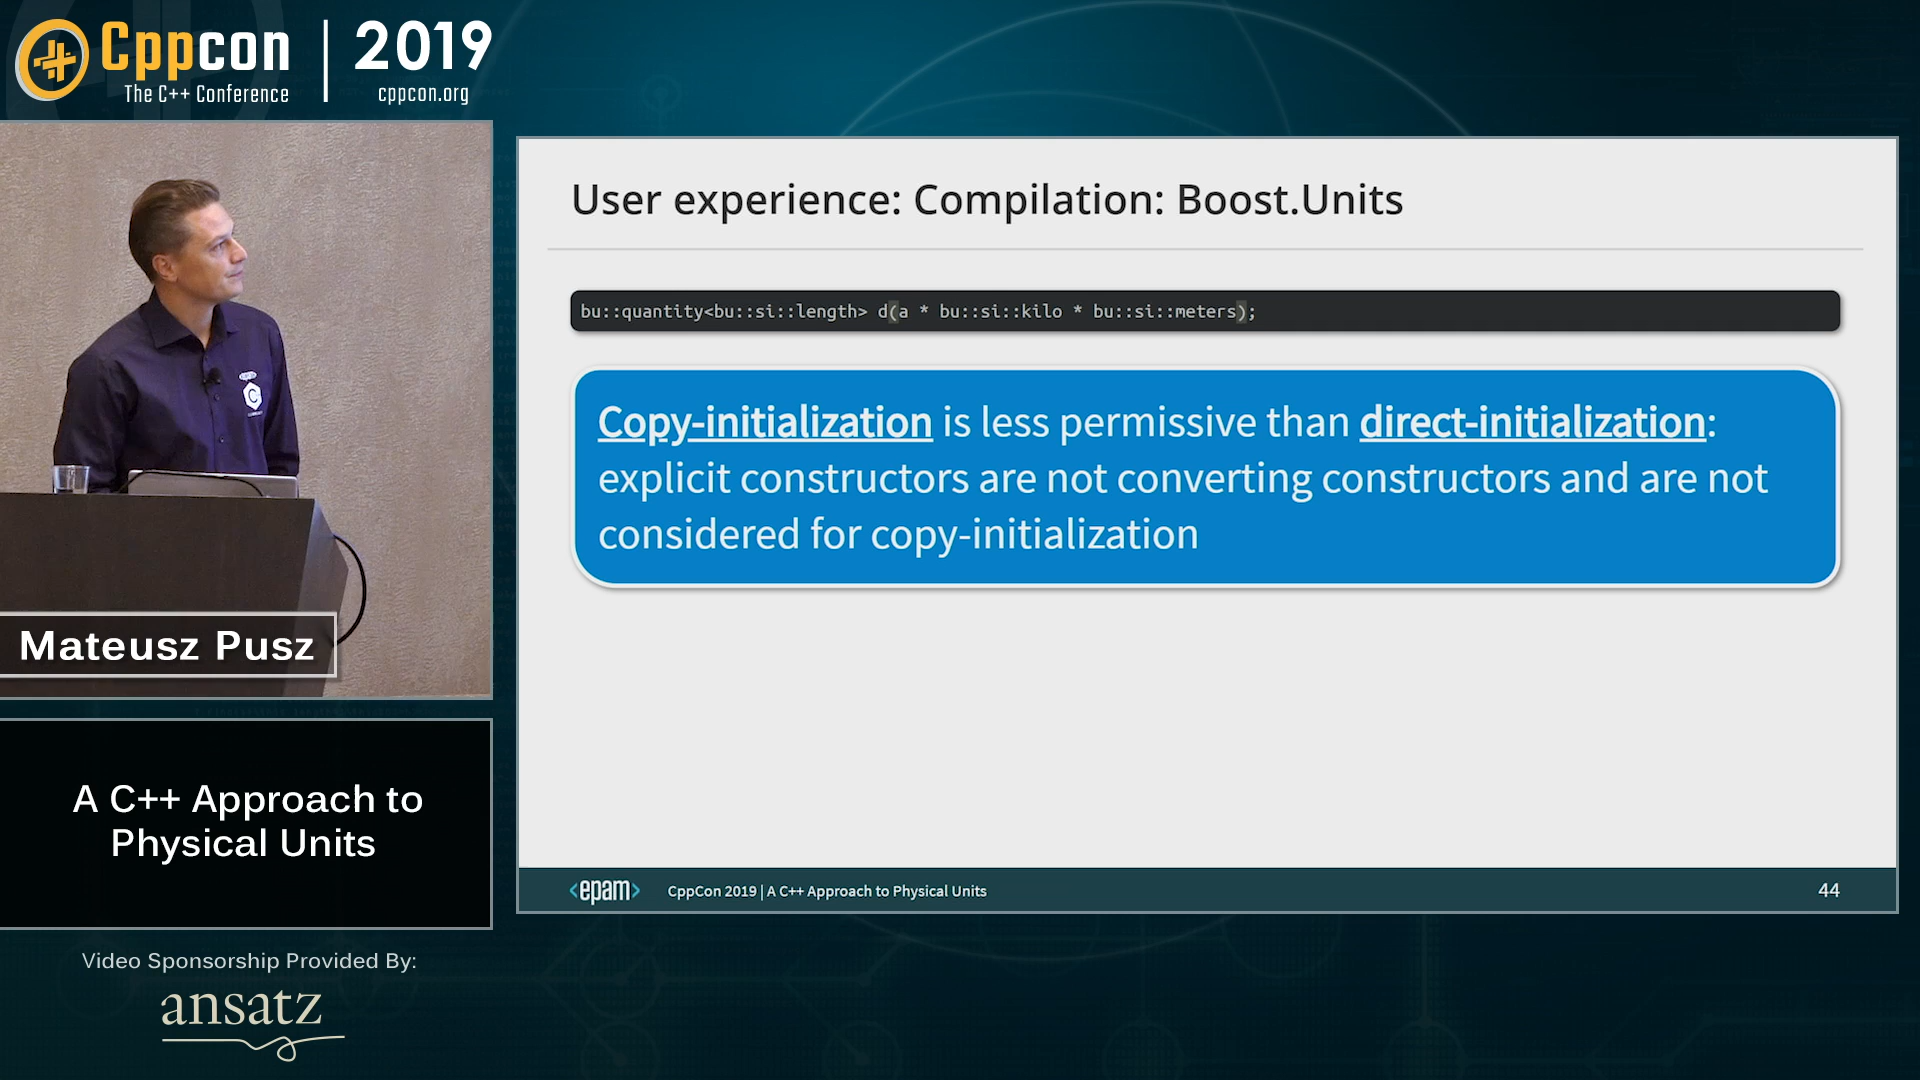 Cppcon
The C++ Conference
2019
cppcon.org
User experience: Compilation: Boost.Units
bu::quantity<bu::si::length> d(a * bu::si::kilo * bu::si::meters);
Copy-initialization is less permissive than direct-initialization:
explicit constructors are not converting constructors and are not
considered for copy-initialization
<epam>
CppCon 2019 | A C++ Approach to Physical Units
44
Mateusz Pusz
A C++ Approach to
Physical Units
Video Sponsorship Provided By:
ansatz